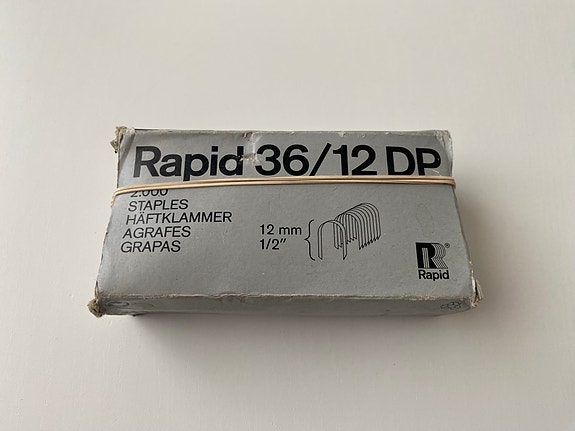 Rapid 36/12 DP
2.000
STAPLES
HÄFTKLAMMER
AGRAFES
GRAPAS
12 mm
1/2"
R®
Rapid